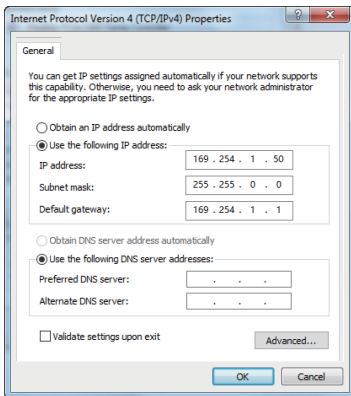 Internet Protocol Version 4 (TCP/IPv4) Properties
General
You can get IP settings assigned automatically if your network supports
this capability. Otherwise, you need to ask your network administrator
for the appropriate IP settings.
Obtain an IP address automatically
Use the following IP address:
IP address: 169 . 254 . 1 . 50
Subnet mask: 255 . 255 . 0 . 0
Default gateway: 169 . 254 . 1 . 1
Obtain DNS server address automatically
Use the following DNS server addresses:
Preferred DNS server: . . .
Alternate DNS server: . . .
Validate settings upon exit
Advanced...
OK Cancel